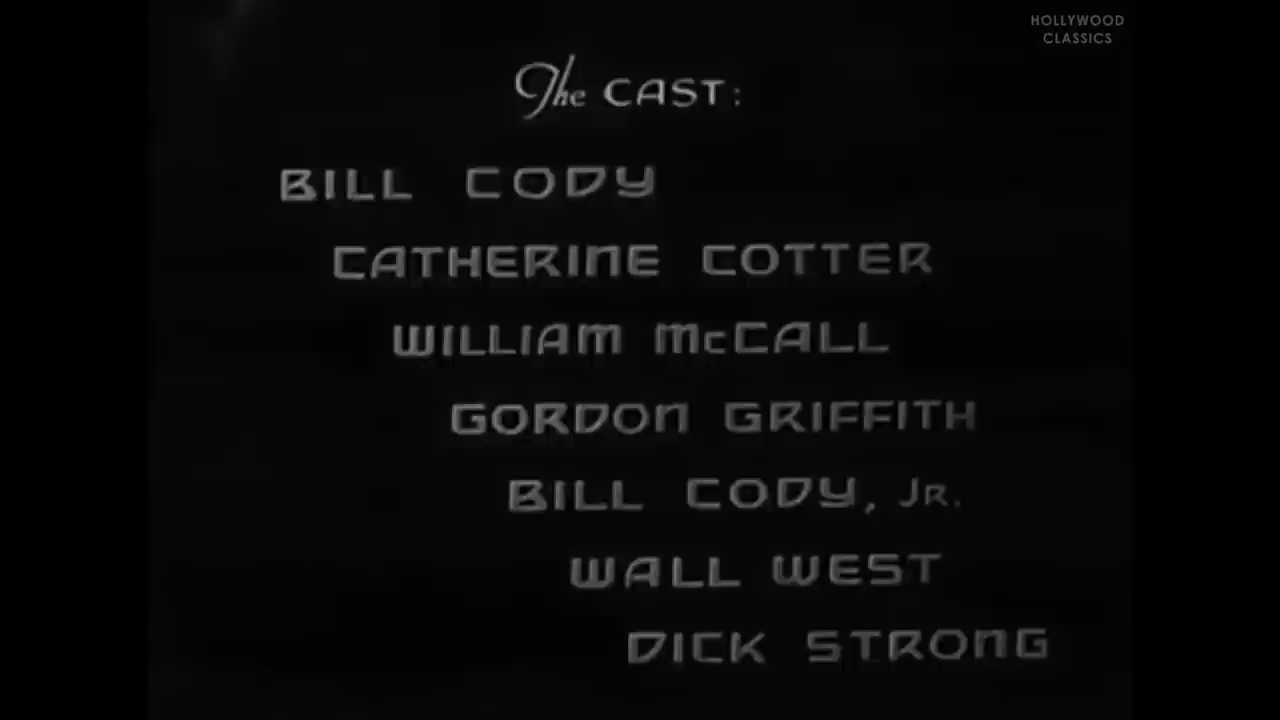 HOLLYWOOD
CLASSICS
The CAST:
BILL CODY
CATHERINE COTTER
WILLIAM McCALL
GORDON GRIFFITH
BILL CODY, JR.
WALL WEST
DICK STRONG